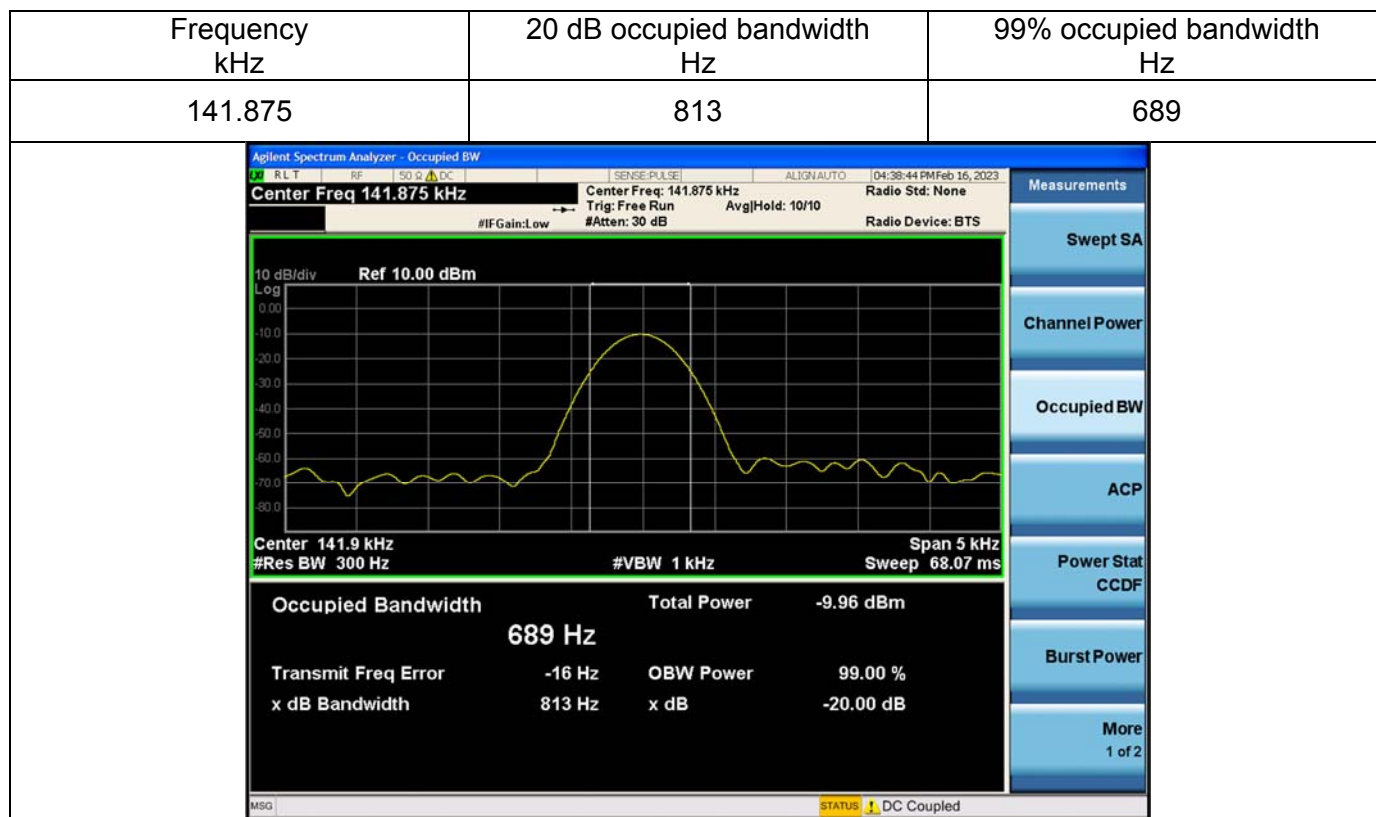 Frequency
kHz
20 dB occupied bandwidth
Hz
99% occupied bandwidth
Hz
141.875
813
689
Agilent Spectrum Analyzer - Occupied BW
LXI RL T RF 50 Ω DC SENSE:PULSE ALIGN AUTO 04:38:44 PM Feb 16, 2023
Center Freq 141.875 kHz
Center Freq: 141.875 kHz
Radio Std: None
Trig: Free Run
Avg|Hold: 10/10
#IFGain:Low
#Atten: 30 dB
Radio Device: BTS
10 dB/div
Ref 10.00 dBm
Log
0.00
-10.0
-20.0
-30.0
-40.0
-50.0
-60.0
-70.0
-80.0
Center 141.9 kHz
Span 5 kHz
#Res BW 300 Hz
#VBW 1 kHz
Sweep 68.07 ms
Occupied Bandwidth
Total Power -9.96 dBm
689 Hz
Transmit Freq Error -16 Hz
OBW Power 99.00 %
x dB Bandwidth 813 Hz
x dB -20.00 dB
MSG
STATUS
DC Coupled
Measurements
Swept SA
Channel Power
Occupied BW
ACP
Power Stat
CCDF
Burst Power
More
1 of 2